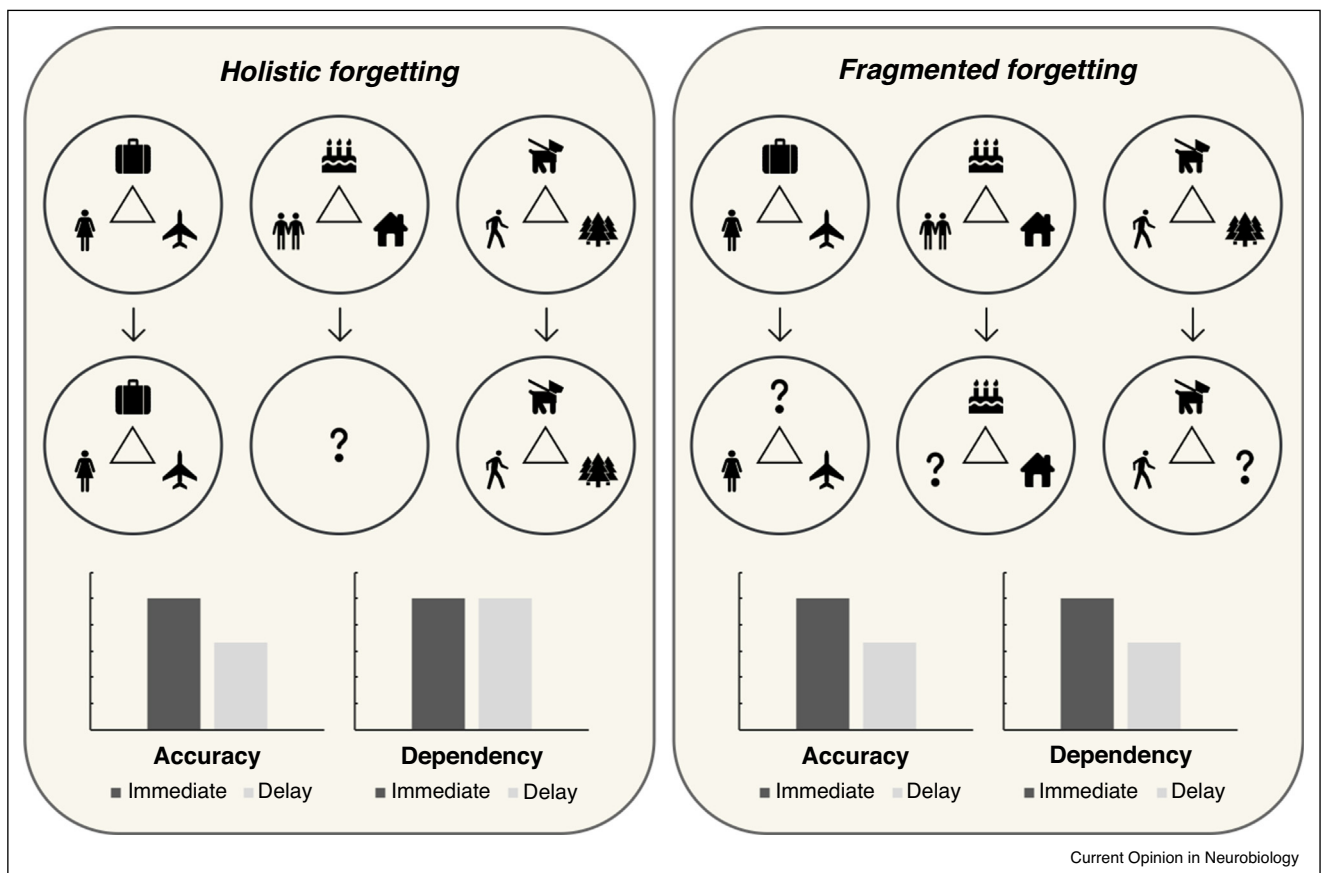 Holistic forgetting
?
Accuracy
Immediate Delay
Dependency
Immediate Delay
Fragmented forgetting
?
?
?
Accuracy
Immediate Delay
Dependency
Immediate Delay
Current Opinion in Neurobiology